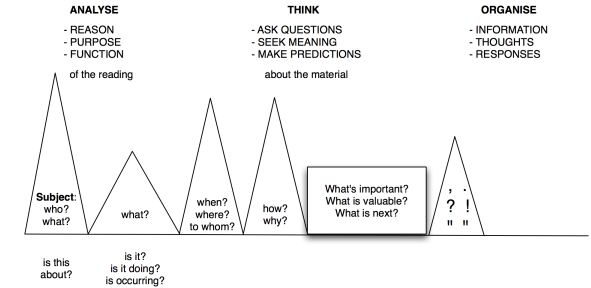 ANALYSE
- REASON
- PURPOSE
- FUNCTION
of the reading
THINK
- ASK QUESTIONS
- SEEK MEANING
- MAKE PREDICTIONS
about the material
ORGANISE
- INFORMATION
- THOUGHTS
- RESPONSES
Subject:
who?
what?
what?
when?
where?
to whom?
how?
why?
What's important?
What is valuable?
What is next?
, .
? !
" "
is this
about?
is it?
is it doing?
is occurring?